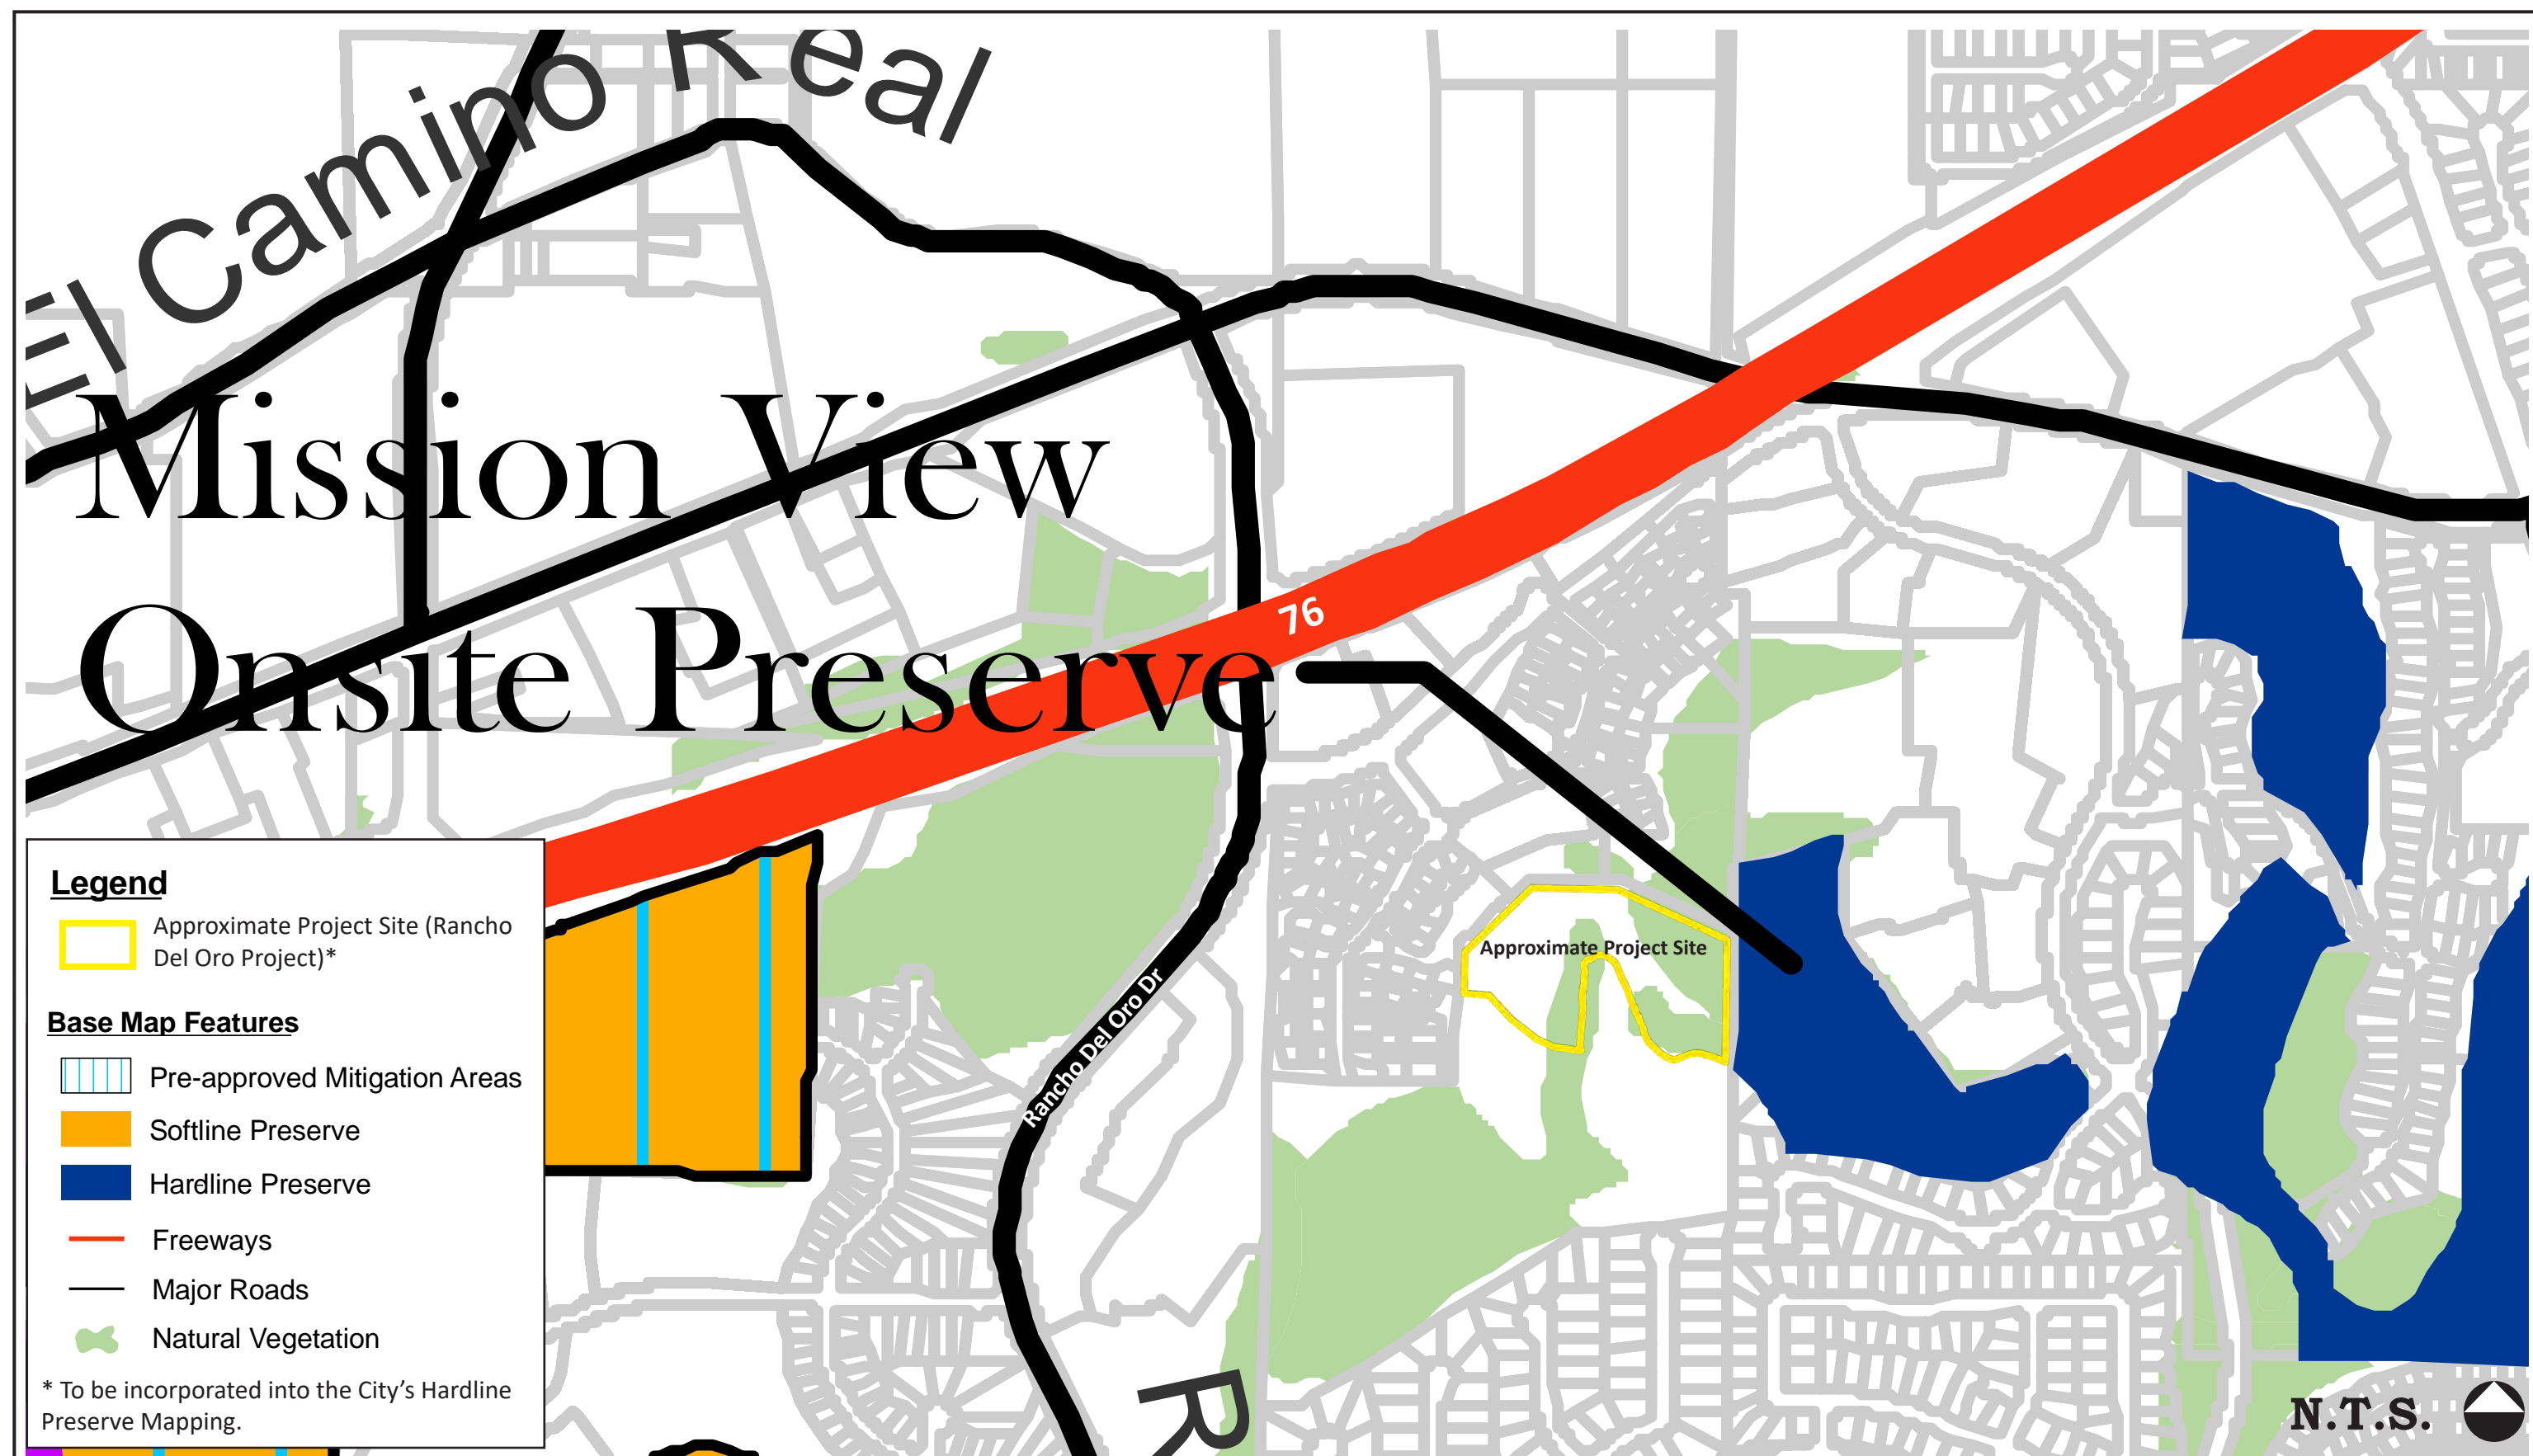 El Camino Real
Mission View
Onsite Preserve
76
Approximate Project Site
Rancho Del Oro Dr
R
Legend
Approximate Project Site (Rancho
Del Oro Project)*
Base Map Features
Pre-approved Mitigation Areas
Softline Preserve
Hardline Preserve
Freeways
Major Roads
Natural Vegetation
* To be incorporated into the City’s Hardline
Preserve Mapping.
N.T.S.